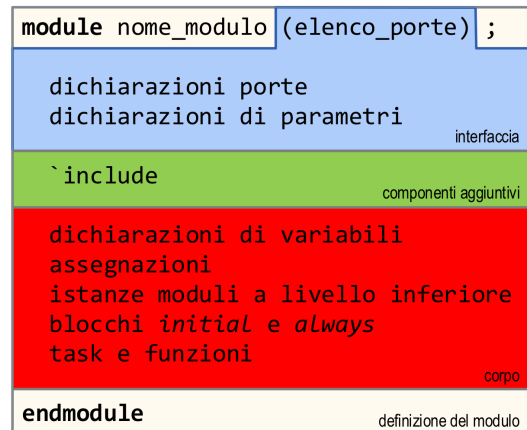 module nome_modulo (elenco_porte) ;
dichiarazioni porte
dichiarazioni di parametri
interfaccia
`include
componenti aggiuntivi
dichiarazioni di variabili
assegnazioni
istanze moduli a livello inferiore
blocchi initial e always
task e funzioni
corpo
endmodule
definizione del modulo